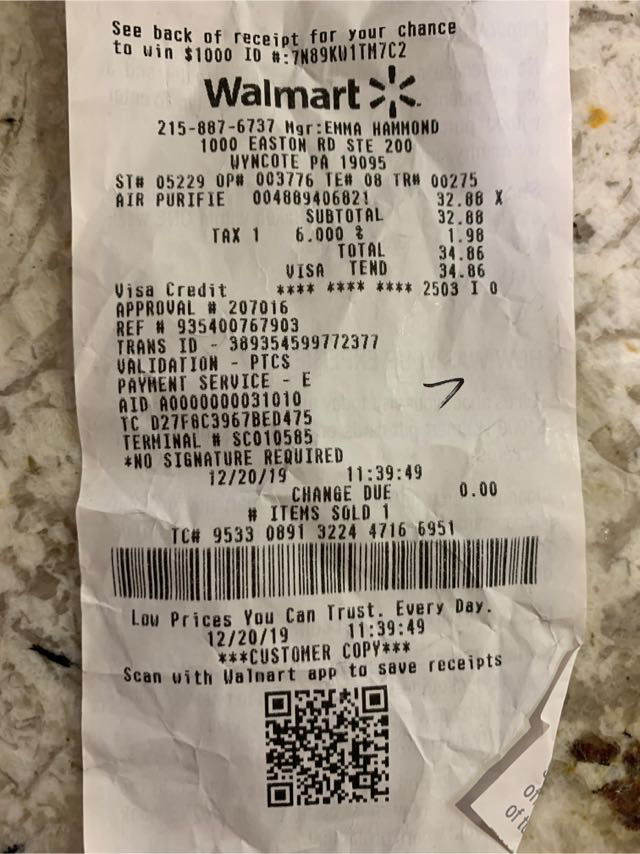 See back of receipt for your chance
to win $1000 ID #:7N89KW1TM7C2
Walmart
215-887-6737 Mgr:EMMA HAMMOND
1000 EASTON RD STE 200
WYNCOTE PA 19095
ST# 05229 OP# 003776 TE# 08 TR# 00275
AIR PURIFIE 004889406821 32.88 X
SUBTOTAL 32.88
TAX 1 6.000 % 1.98
TOTAL 34.86
VISA TEND 34.86
Visa Credit **** **** **** 2503 I 0
APPROVAL # 207016
REF # 935400767903
TRANS ID - 389354599772377
VALIDATION - PTCS
PAYMENT SERVICE - E
AID A0000000031010
TC D27F8C3967BED475
TERMINAL # SC010585
*NO SIGNATURE REQUIRED
12/20/19 11:39:49
CHANGE DUE 0.00
# ITEMS SOLD 1
TC# 9533 0891 3224 4716 6951
Low Prices You Can Trust. Every Day.
12/20/19 11:39:49
***CUSTOMER COPY***
Scan with Walmart app to save receipts